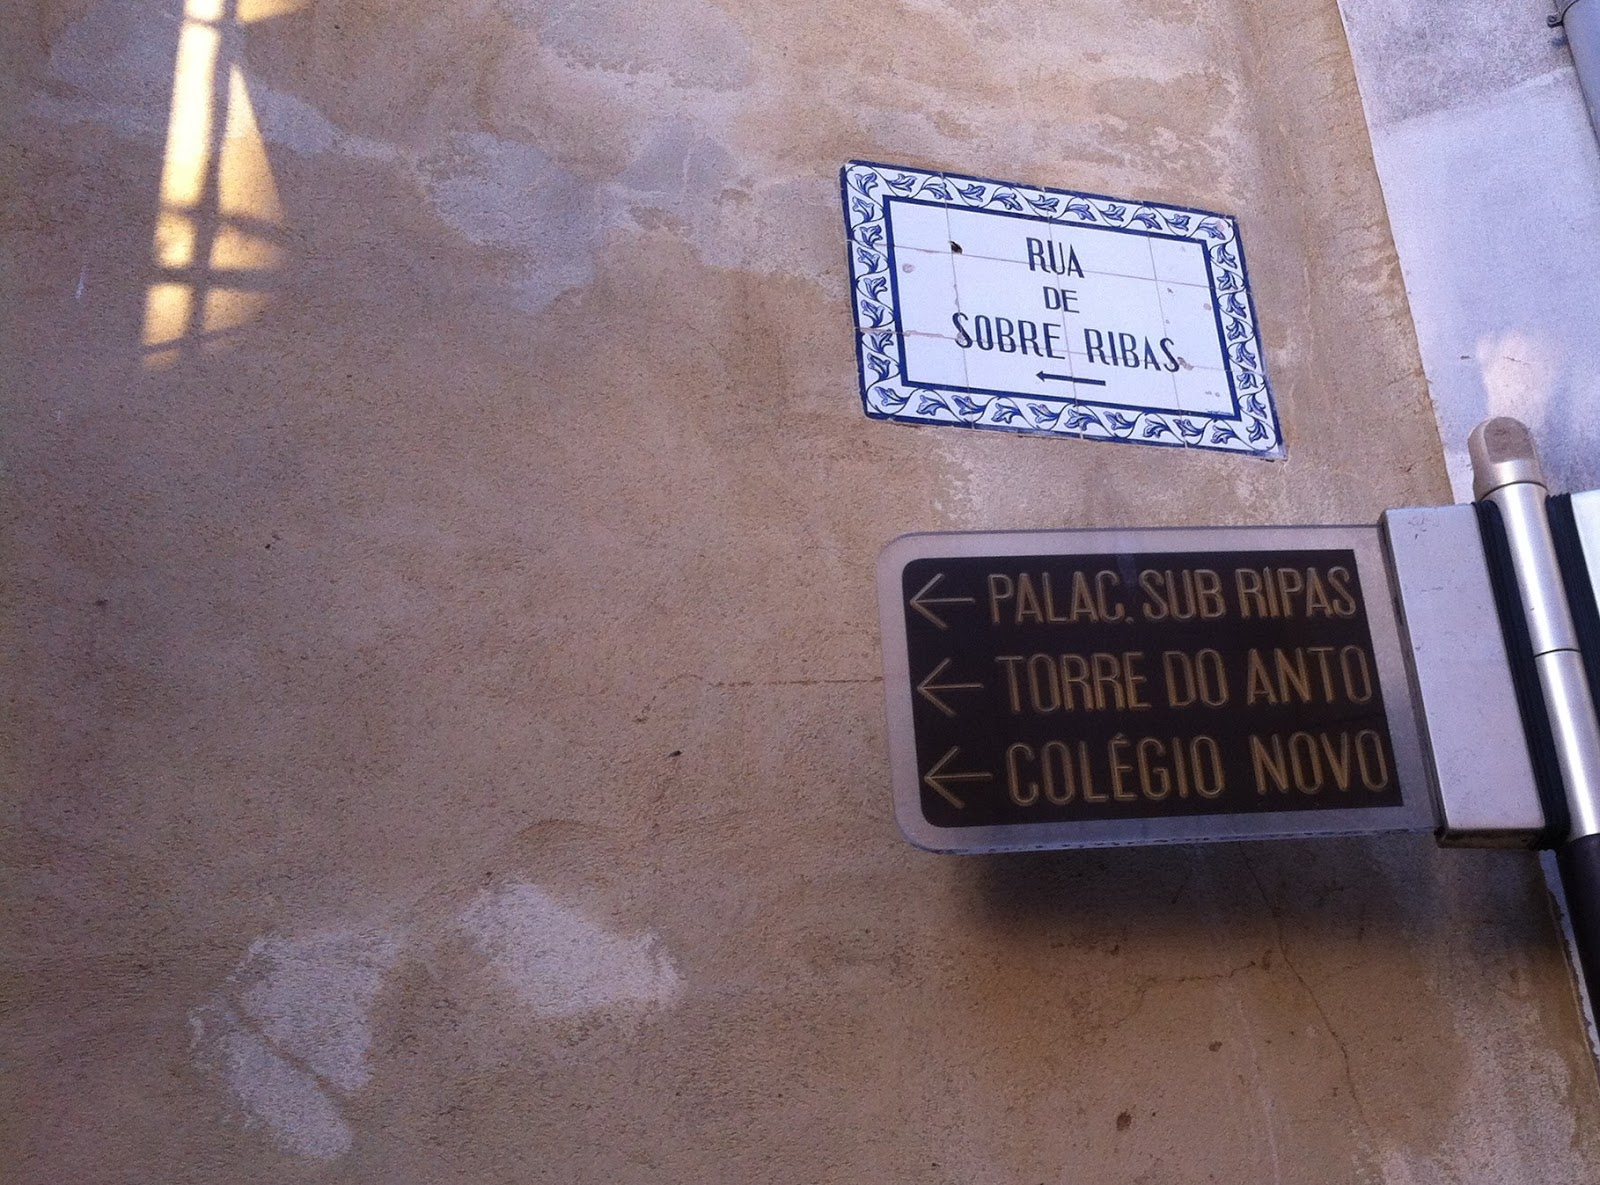 RUA
DE
SOBRE RIBAS
←
← PALAC. SUB RIPAS
← TORRE DO ANTO
← COLÉGIO NOVO